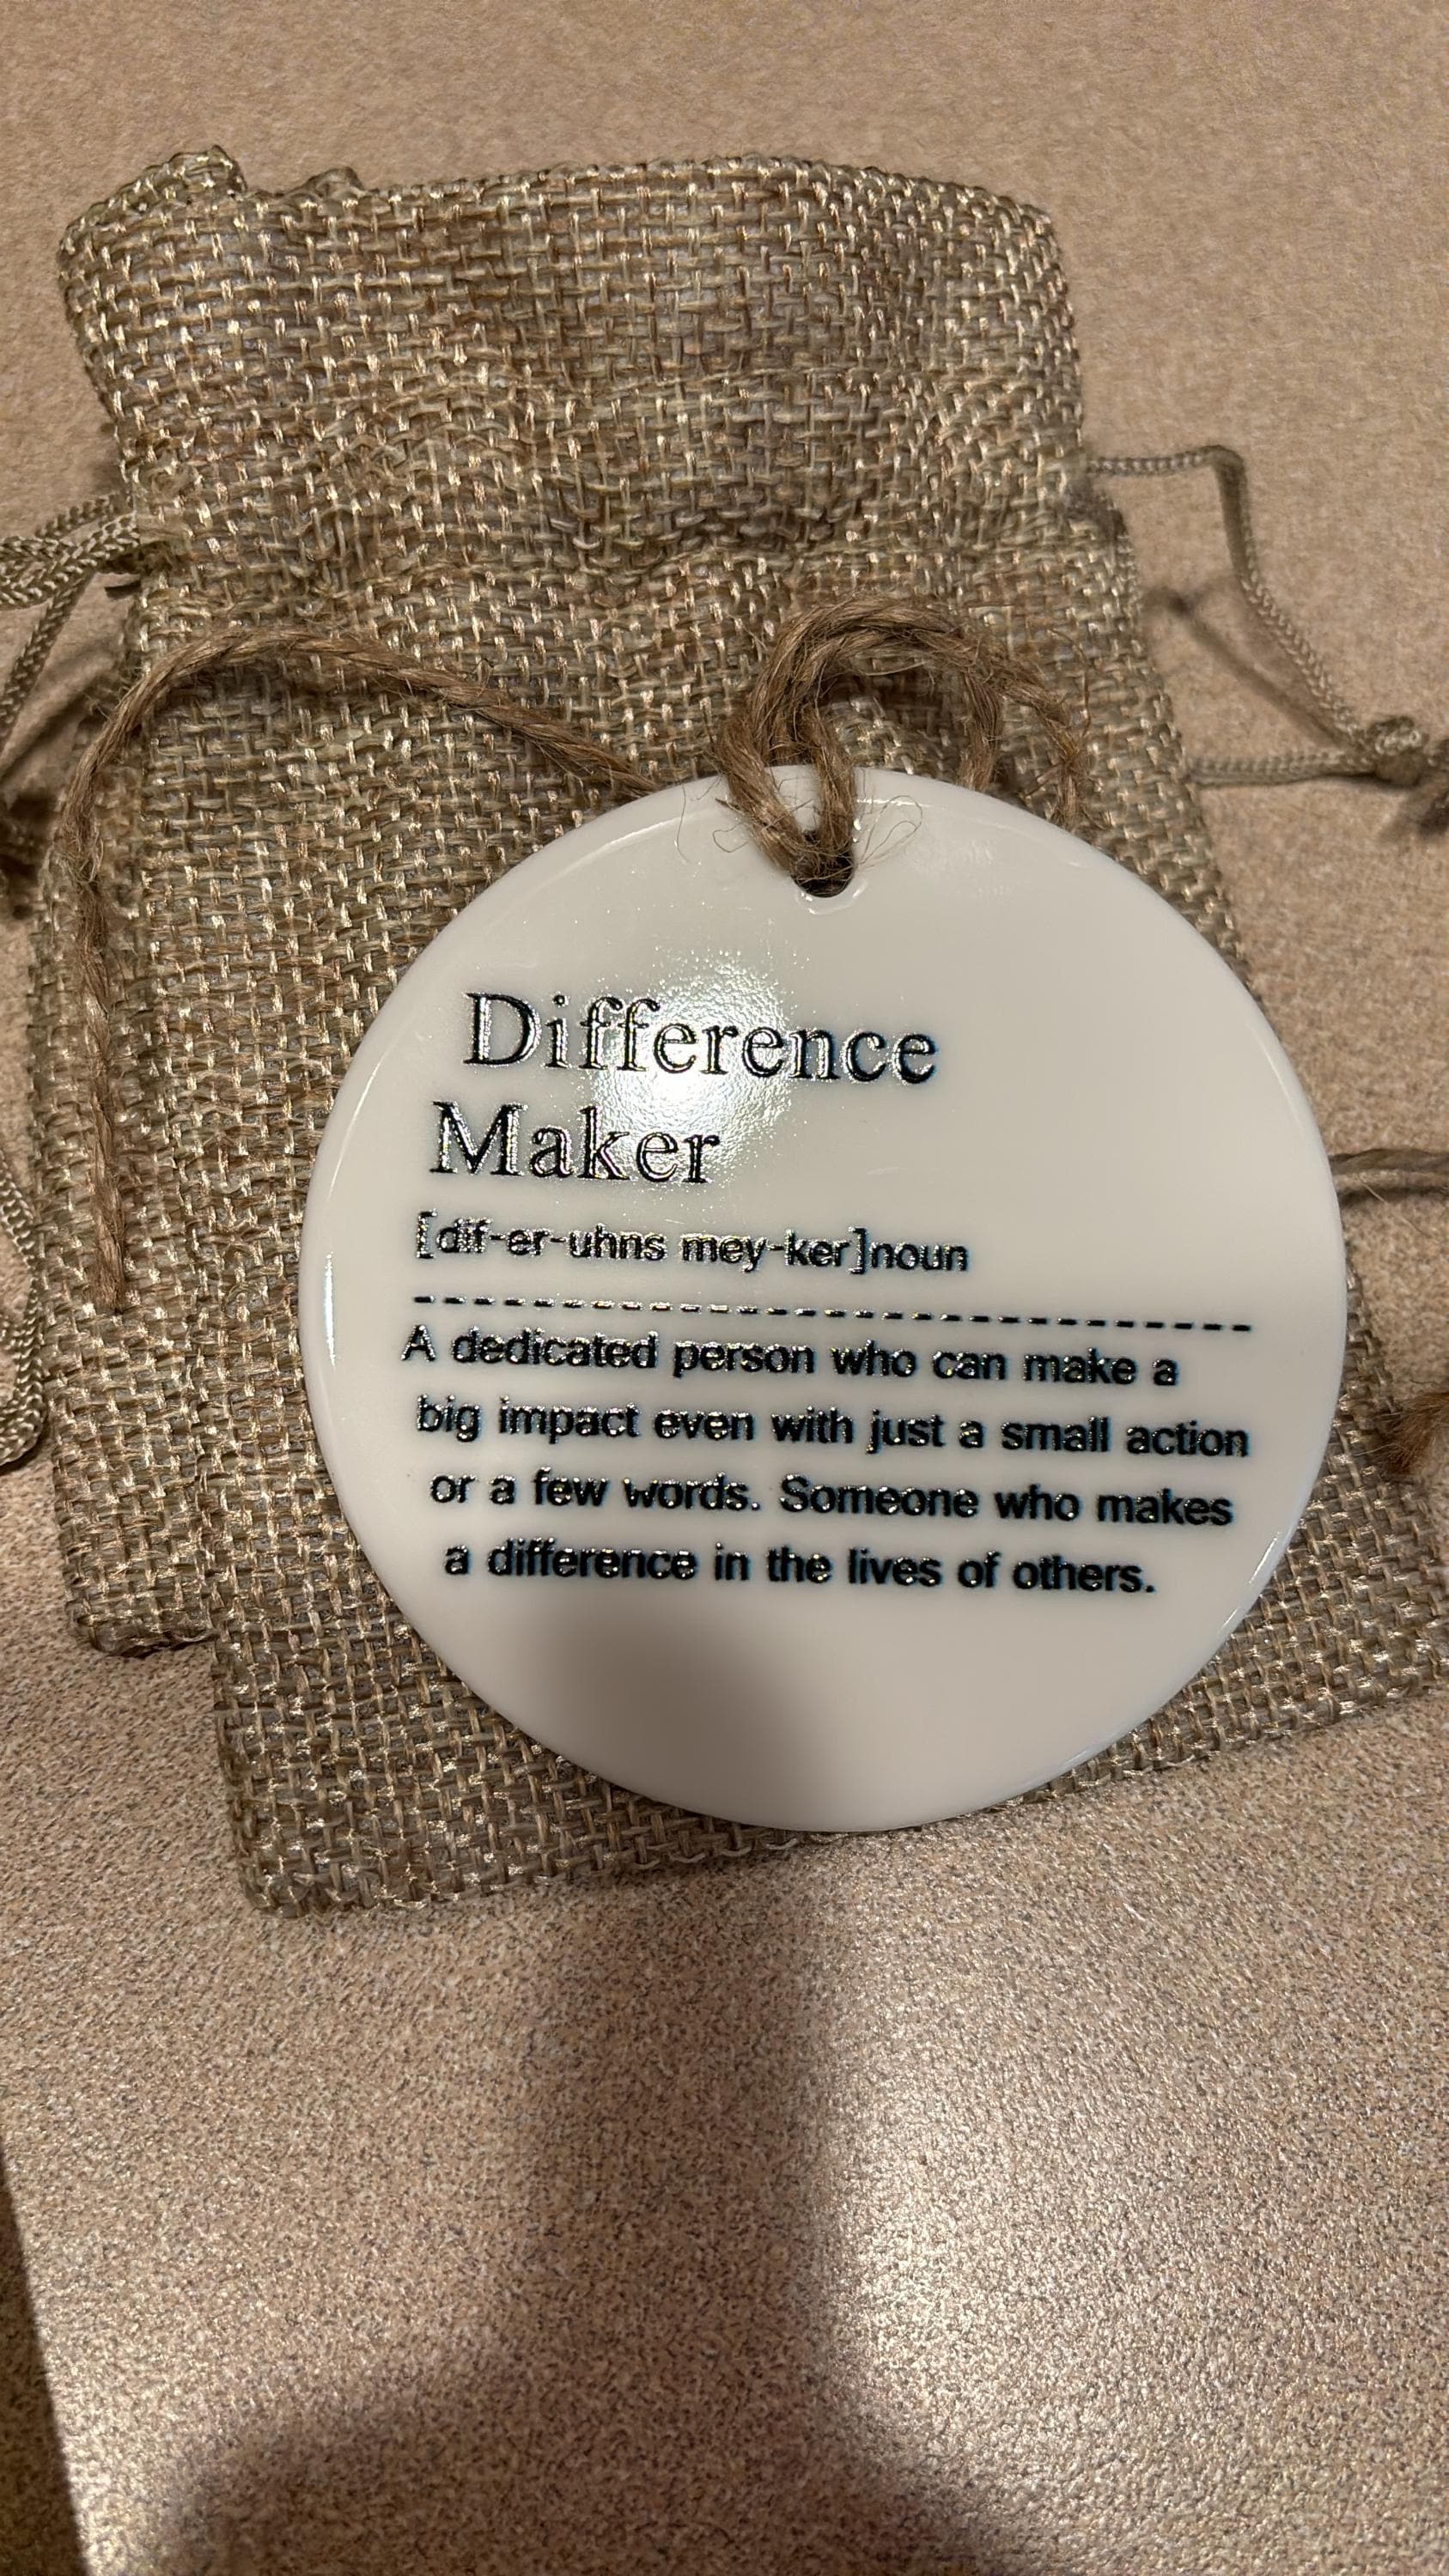 Difference
Maker
[dif-er-uhns mey-ker]noun
A dedicated person who can make a
big impact even with just a small action
or a few words. Someone who makes
a difference in the lives of others.